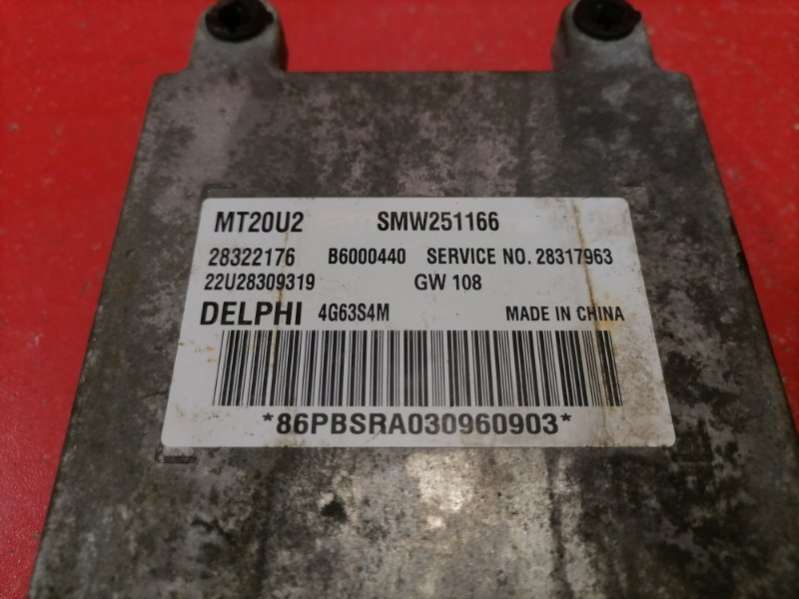 MT20U2 SMW251166
28322176 B6000440 SERVICE NO. 28317963
22U28309319 GW 108
DELPHI 4G63S4M MADE IN CHINA
*86PBSRA030960903*